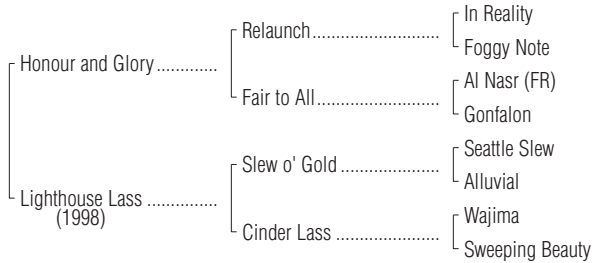 In Reality
Relaunch
Foggy Note
Honour and Glory
Al Nasr (FR)
Fair to All
Gonfalon
Seattle Slew
Slew o' Gold
Alluvial
Lighthouse Lass
(1998)
Wajima
Cinder Lass
Sweeping Beauty